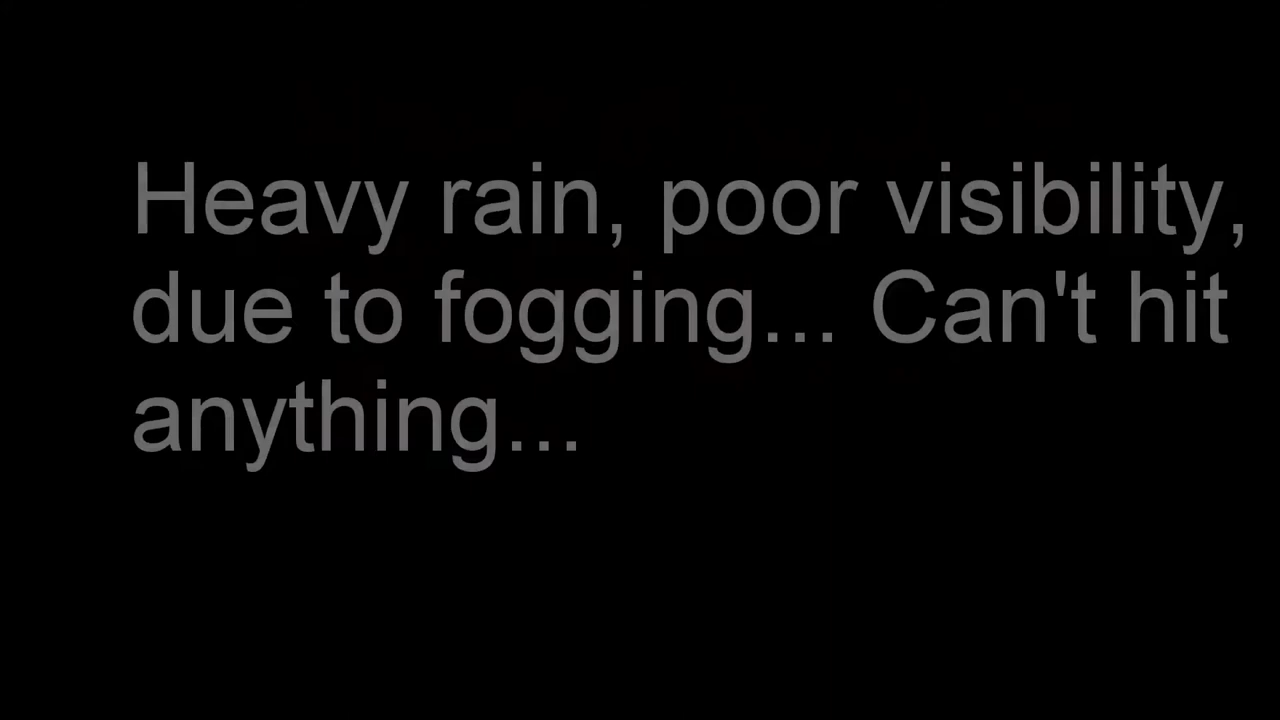 Heavy rain, poor visibility,
due to fogging... Can't hit
anything...